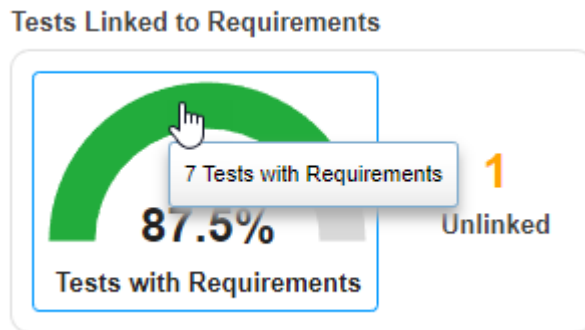 Tests Linked to Requirements
7 Tests with Requirements
1
87.5%
Unlinked
Tests with Requirements